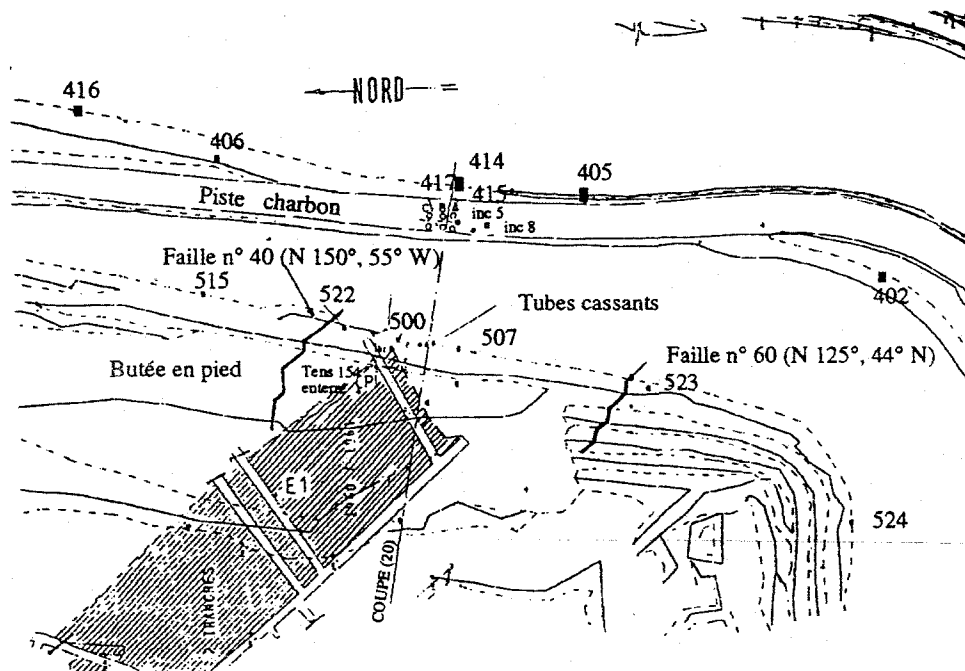 NORD
416
406
414
417
415
405
inc 5
inc 8
Piste charbon
Faille n° 40 (N 150°, 55° W)
402
515
522
500
Tubes cassants
507
Faille n° 60 (N 125°, 44° N)
523
Butée en pied
Tens 154
enterré
E1
524
COUPE (20)
2 TRANCHES